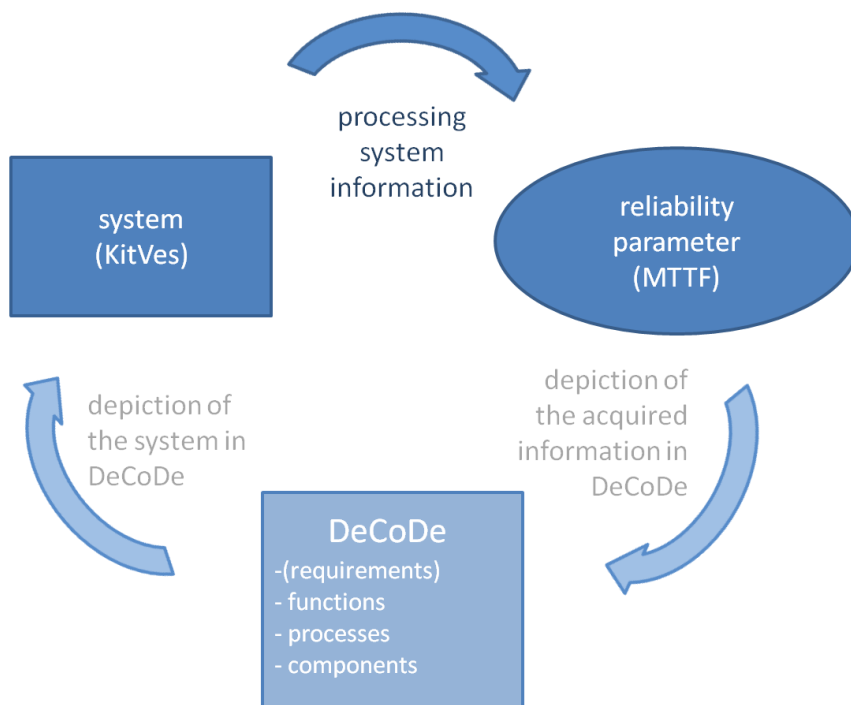 processing
system
information
system
(KitVes)
reliability
parameter
(MTTF)
depiction of
the system in
DeCoDe
depiction of
the acquired
information in
DeCoDe
DeCoDe
-(requirements)
- functions
- processes
- components